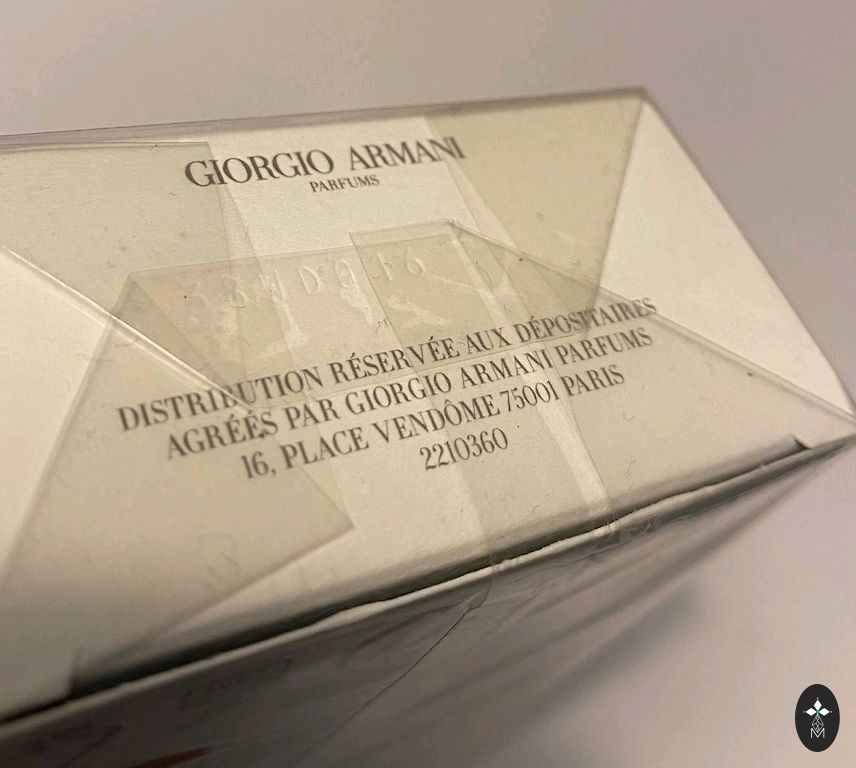 GIORGIO ARMANI
PARFUMS
DISTRIBUTION RÉSERVÉE AUX DÉPOSITAIRES
AGRÉÉS PAR GIORGIO ARMANI PARFUMS
16, PLACE VENDÔME 75001 PARIS
2210360
M